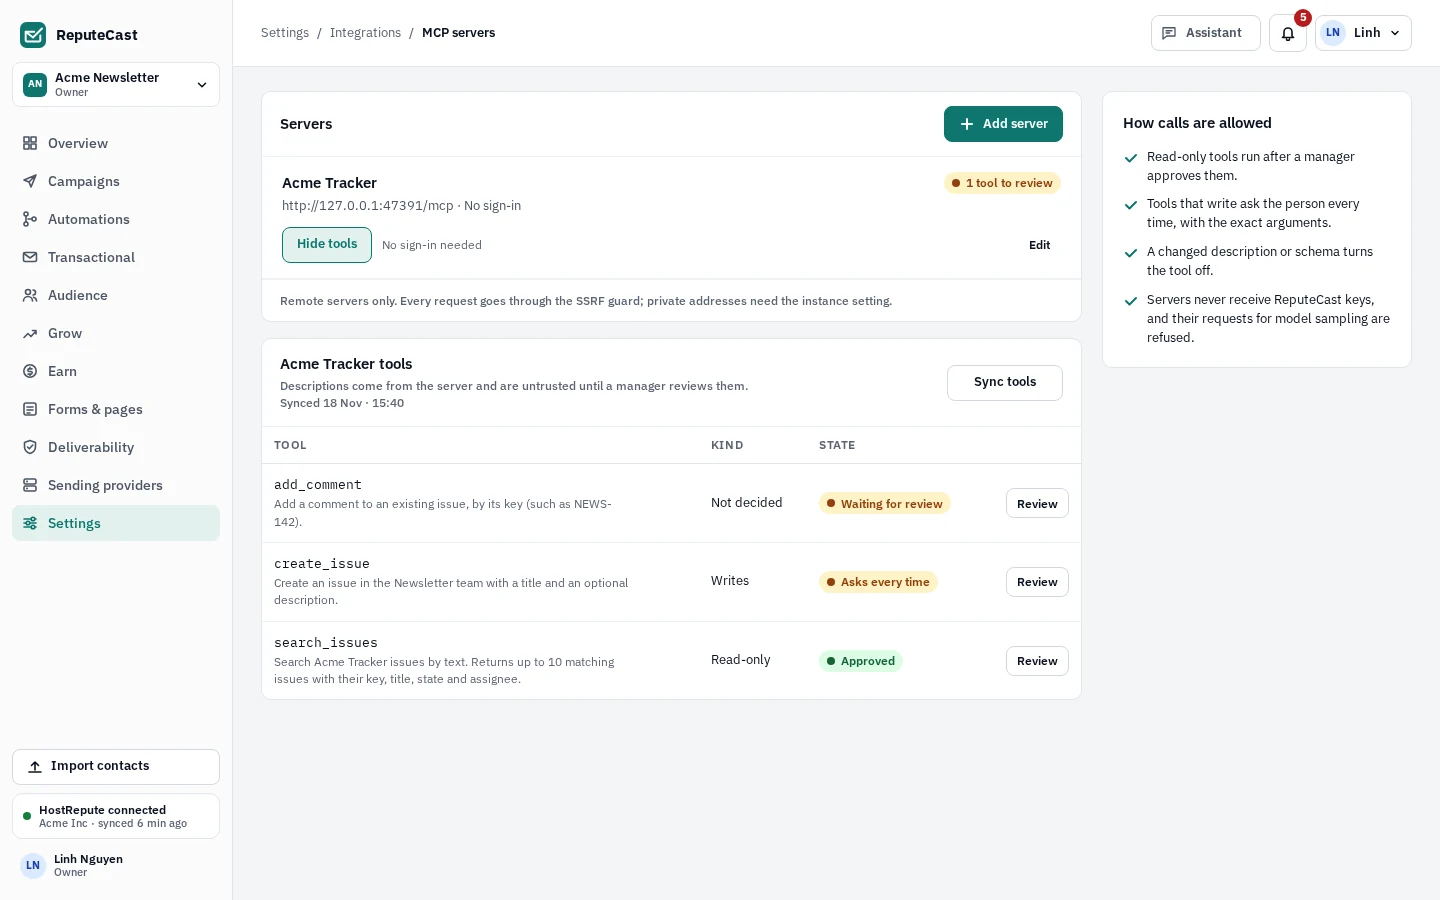 ReputeCast
AN
Acme Newsletter
Owner
Overview
Campaigns
Automations
Transactional
Audience
Grow
Earn
Forms & pages
Deliverability
Sending providers
Settings
Import contacts
HostRepute connected
Acme Inc · synced 6 min ago
LN
Linh Nguyen
Owner
Settings / Integrations / MCP servers
Assistant
5
LN
Linh
Servers
Add server
Acme Tracker
1 tool to review
http://127.0.0.1:47391/mcp · No sign-in
Hide tools
No sign-in needed
Edit
Remote servers only. Every request goes through the SSRF guard; private addresses need the instance setting.
Acme Tracker tools
Descriptions come from the server and are untrusted until a manager reviews them.
Synced 18 Nov · 15:40
Sync tools
TOOL KIND STATE
add_comment
Add a comment to an existing issue, by its key (such as NEWS-
142).
Not decided
Waiting for review
Review
create_issue
Create an issue in the Newsletter team with a title and an optional
description.
Writes
Asks every time
Review
search_issues
Search Acme Tracker issues by text. Returns up to 10 matching
issues with their key, title, state and assignee.
Read-only
Approved
Review
How calls are allowed
Read-only tools run after a manager
approves them.
Tools that write ask the person every
time, with the exact arguments.
A changed description or schema turns
the tool off.
Servers never receive ReputeCast keys,
and their requests for model sampling are
refused.